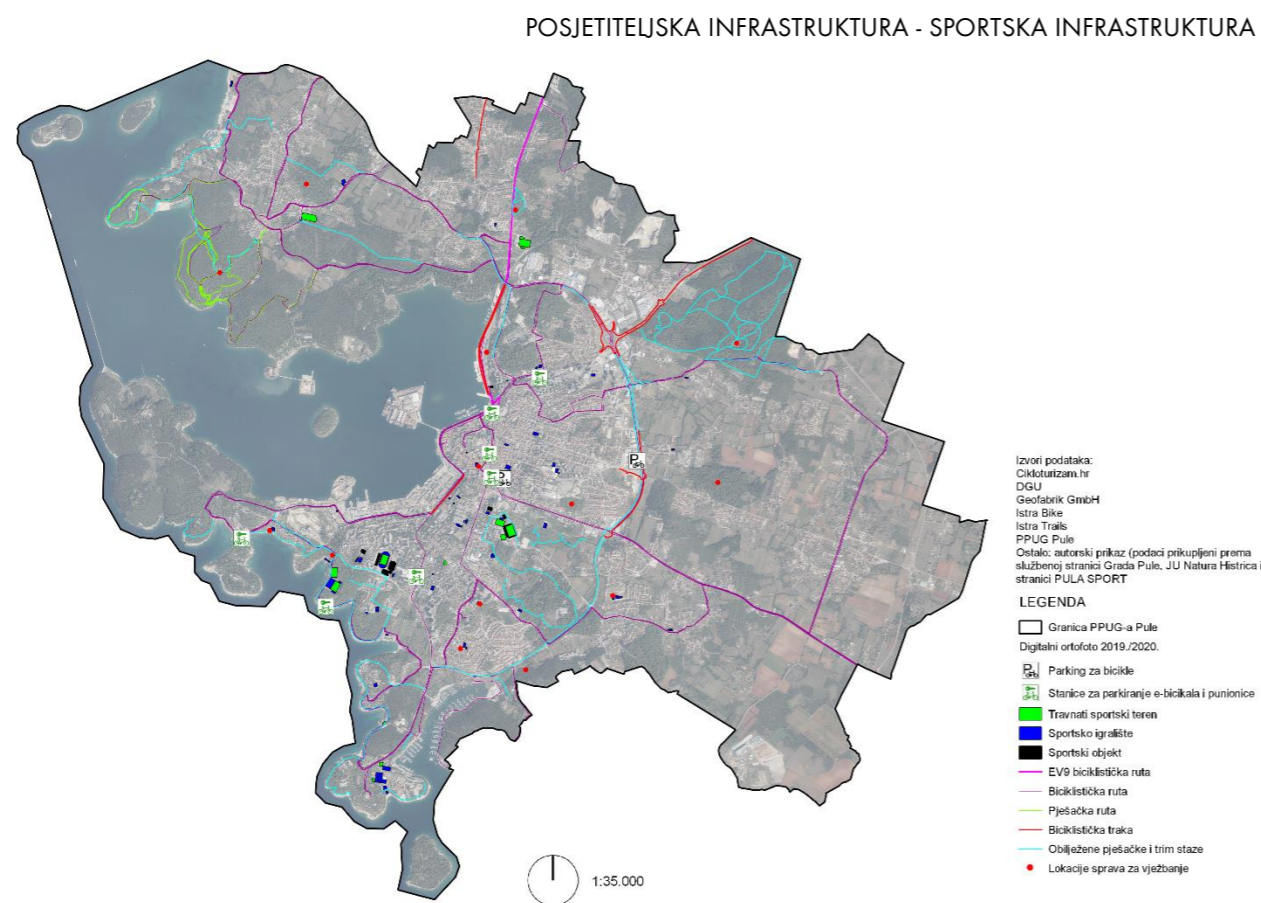 POSJETITELJSKA INFRASTRUKTURA - SPORTSKA INFRASTRUKTURA
P
P
Izvori podataka:
Cikloturizam.hr
DGU
Geofabrik GmbH
Istra Bike
Istra Trails
PPUG Pule
Ostalo: autorski prikaz (podaci prikupljeni prema
službenoj stranici Grada Pule, JU Natura Histrica i
stranici PULA SPORT
LEGENDA
Granica PPUG-a Pule
Digitalni ortofoto 2019./2020.
P
Parking za bicikle
Stanice za parkiranje e-bicikala i punionice
Travnati sportski teren
Sportsko igralište
Sportski objekt
EV9 biciklistička ruta
Biciklistička ruta
Pješačka ruta
Biciklistička traka
Obilježene pješačke i trim staze
Lokacije sprava za vježbanje
1:35.000